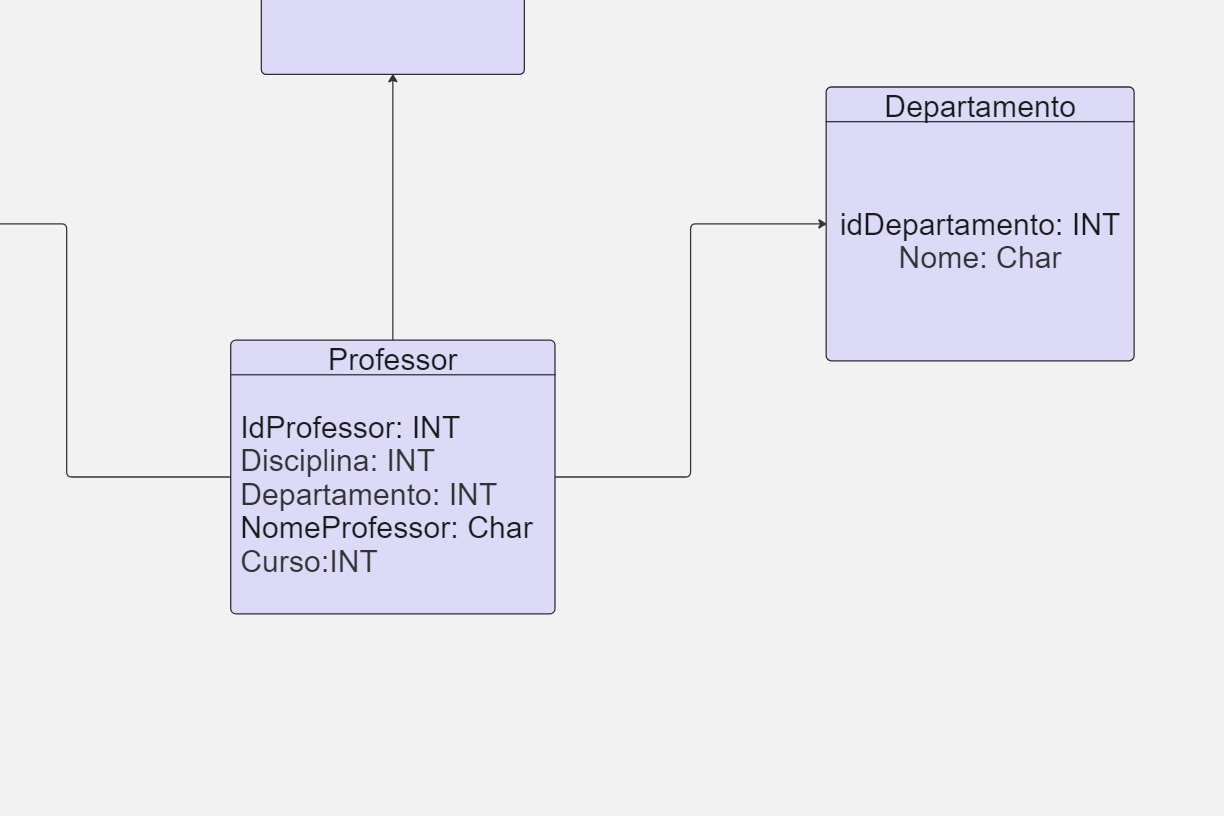 Departamento
idDepartamento: INT
Nome: Char
Professor
IdProfessor: INT
Disciplina: INT
Departamento: INT
NomeProfessor: Char
Curso:INT